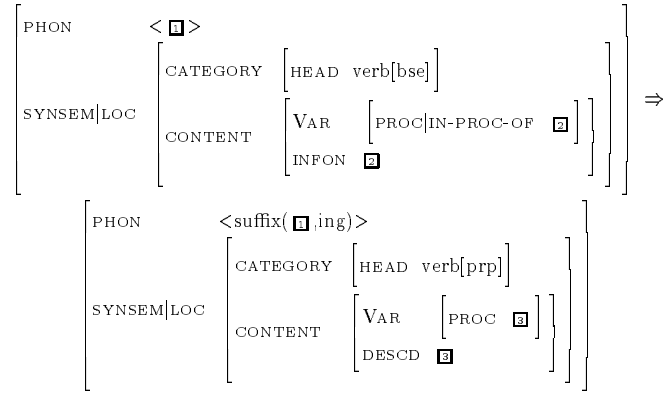 PHON < 1 >
CATEGORY [HEAD verb[bse]]
SYNSEM|LOC ⇒
CONTENT VAR [PROC|IN-PROC-OF 2]
INFON 2
PHON <suffix( 1 ,ing)>
CATEGORY [HEAD verb[prp]]
SYNSEM|LOC
CONTENT VAR [PROC 3]
DESCD 3